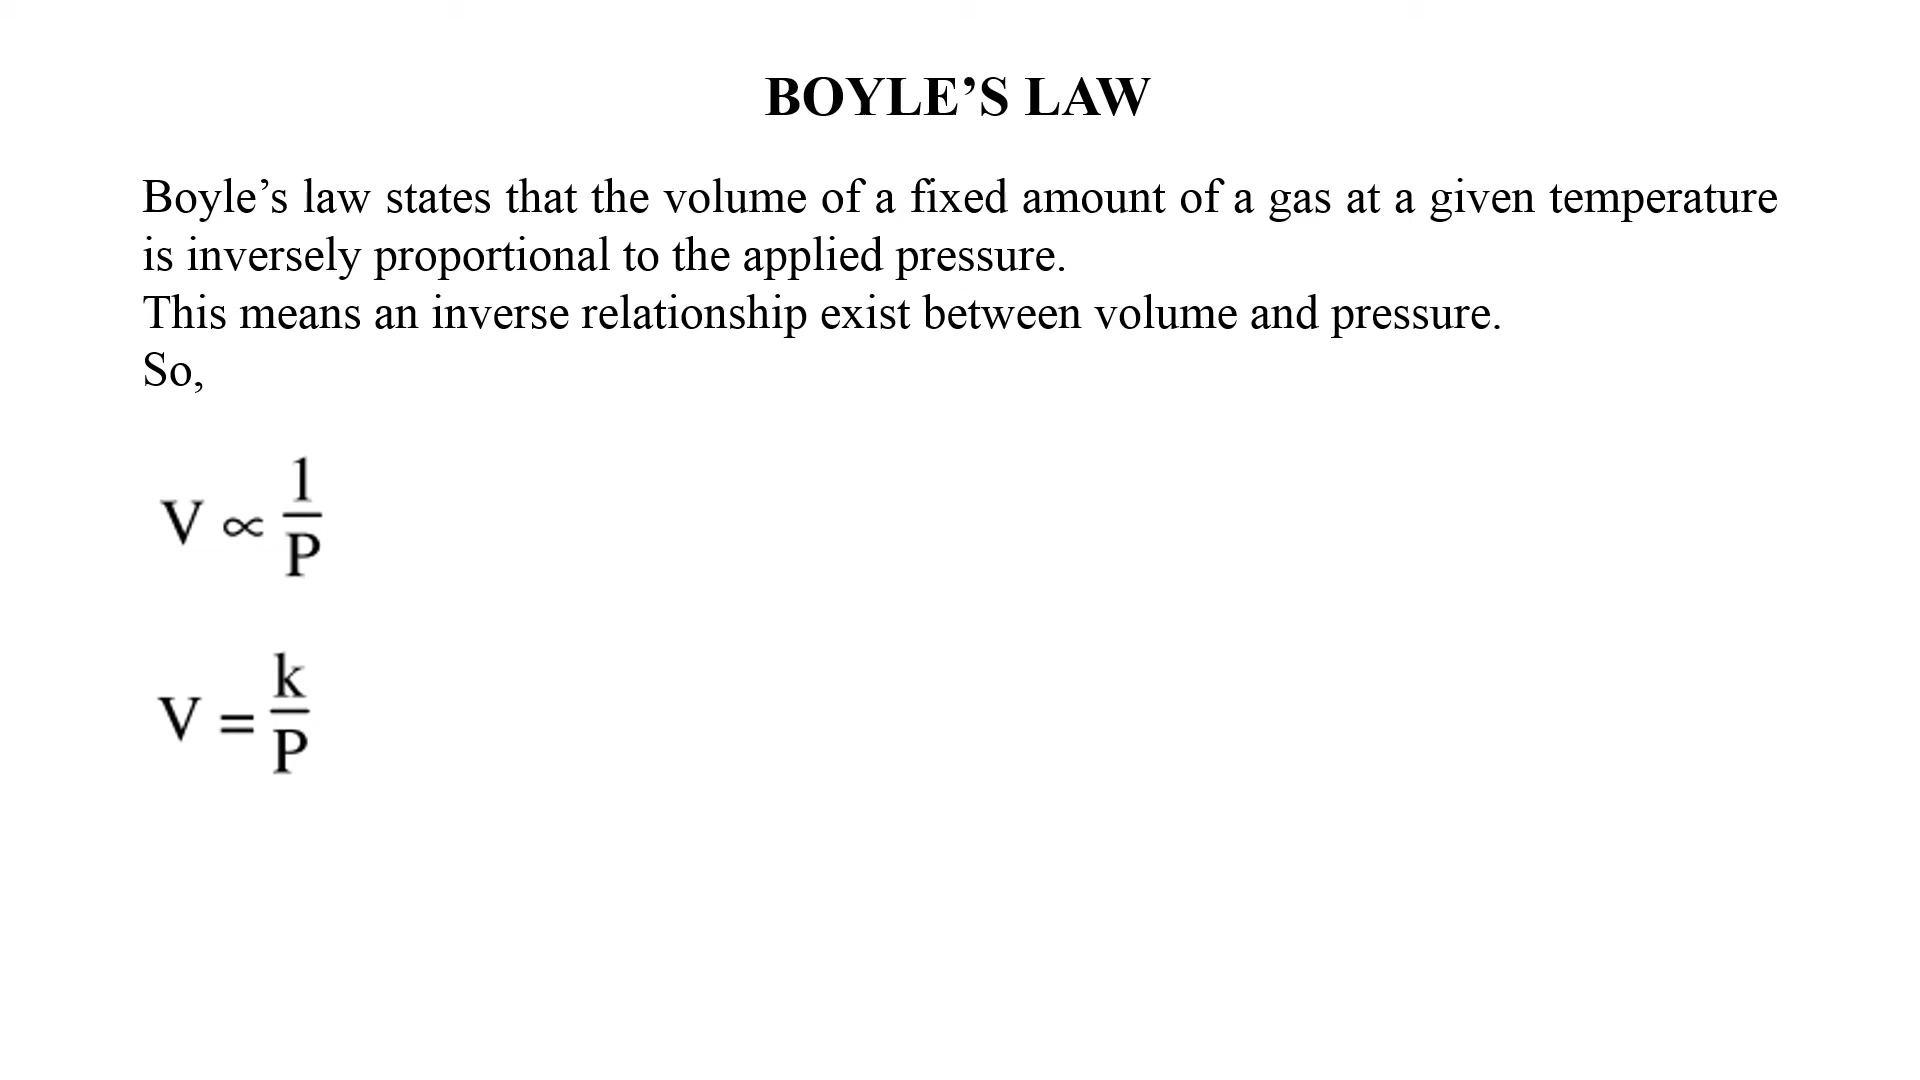 BOYLE’S LAW
Boyle’s law states that the volume of a fixed amount of a gas at a given temperature
is inversely proportional to the applied pressure.
This means an inverse relationship exist between volume and pressure.
So,
V ∝ 1/P
V = k/P